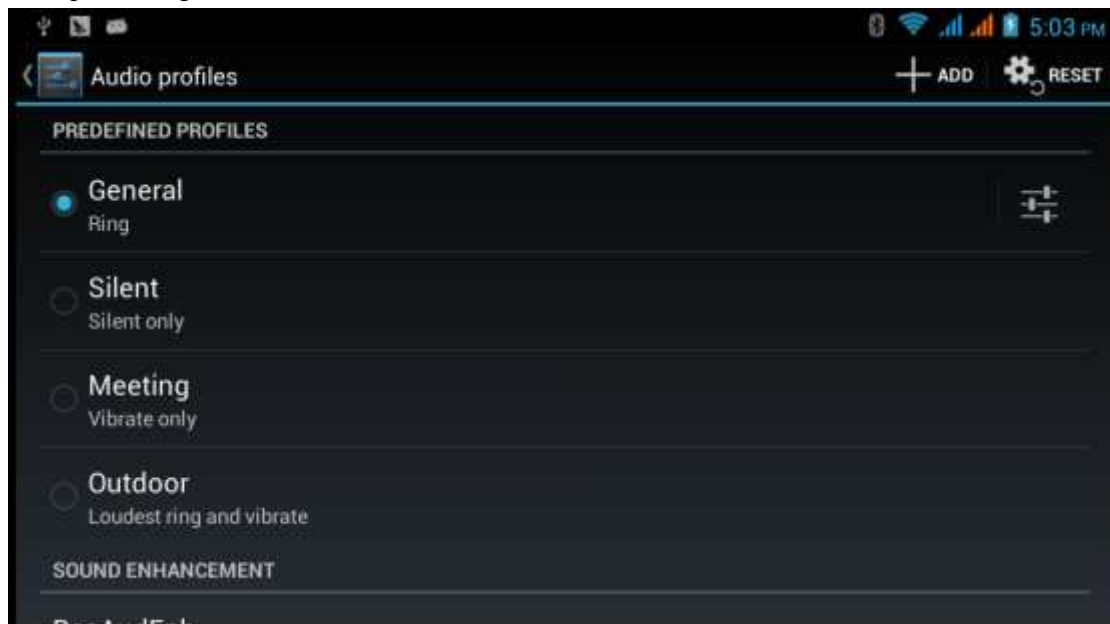 5:03 PM
Audio profiles
ADD
RESET
PREDEFINED PROFILES
General
Ring
Silent
Silent only
Meeting
Vibrate only
Outdoor
Loudest ring and vibrate
SOUND ENHANCEMENT